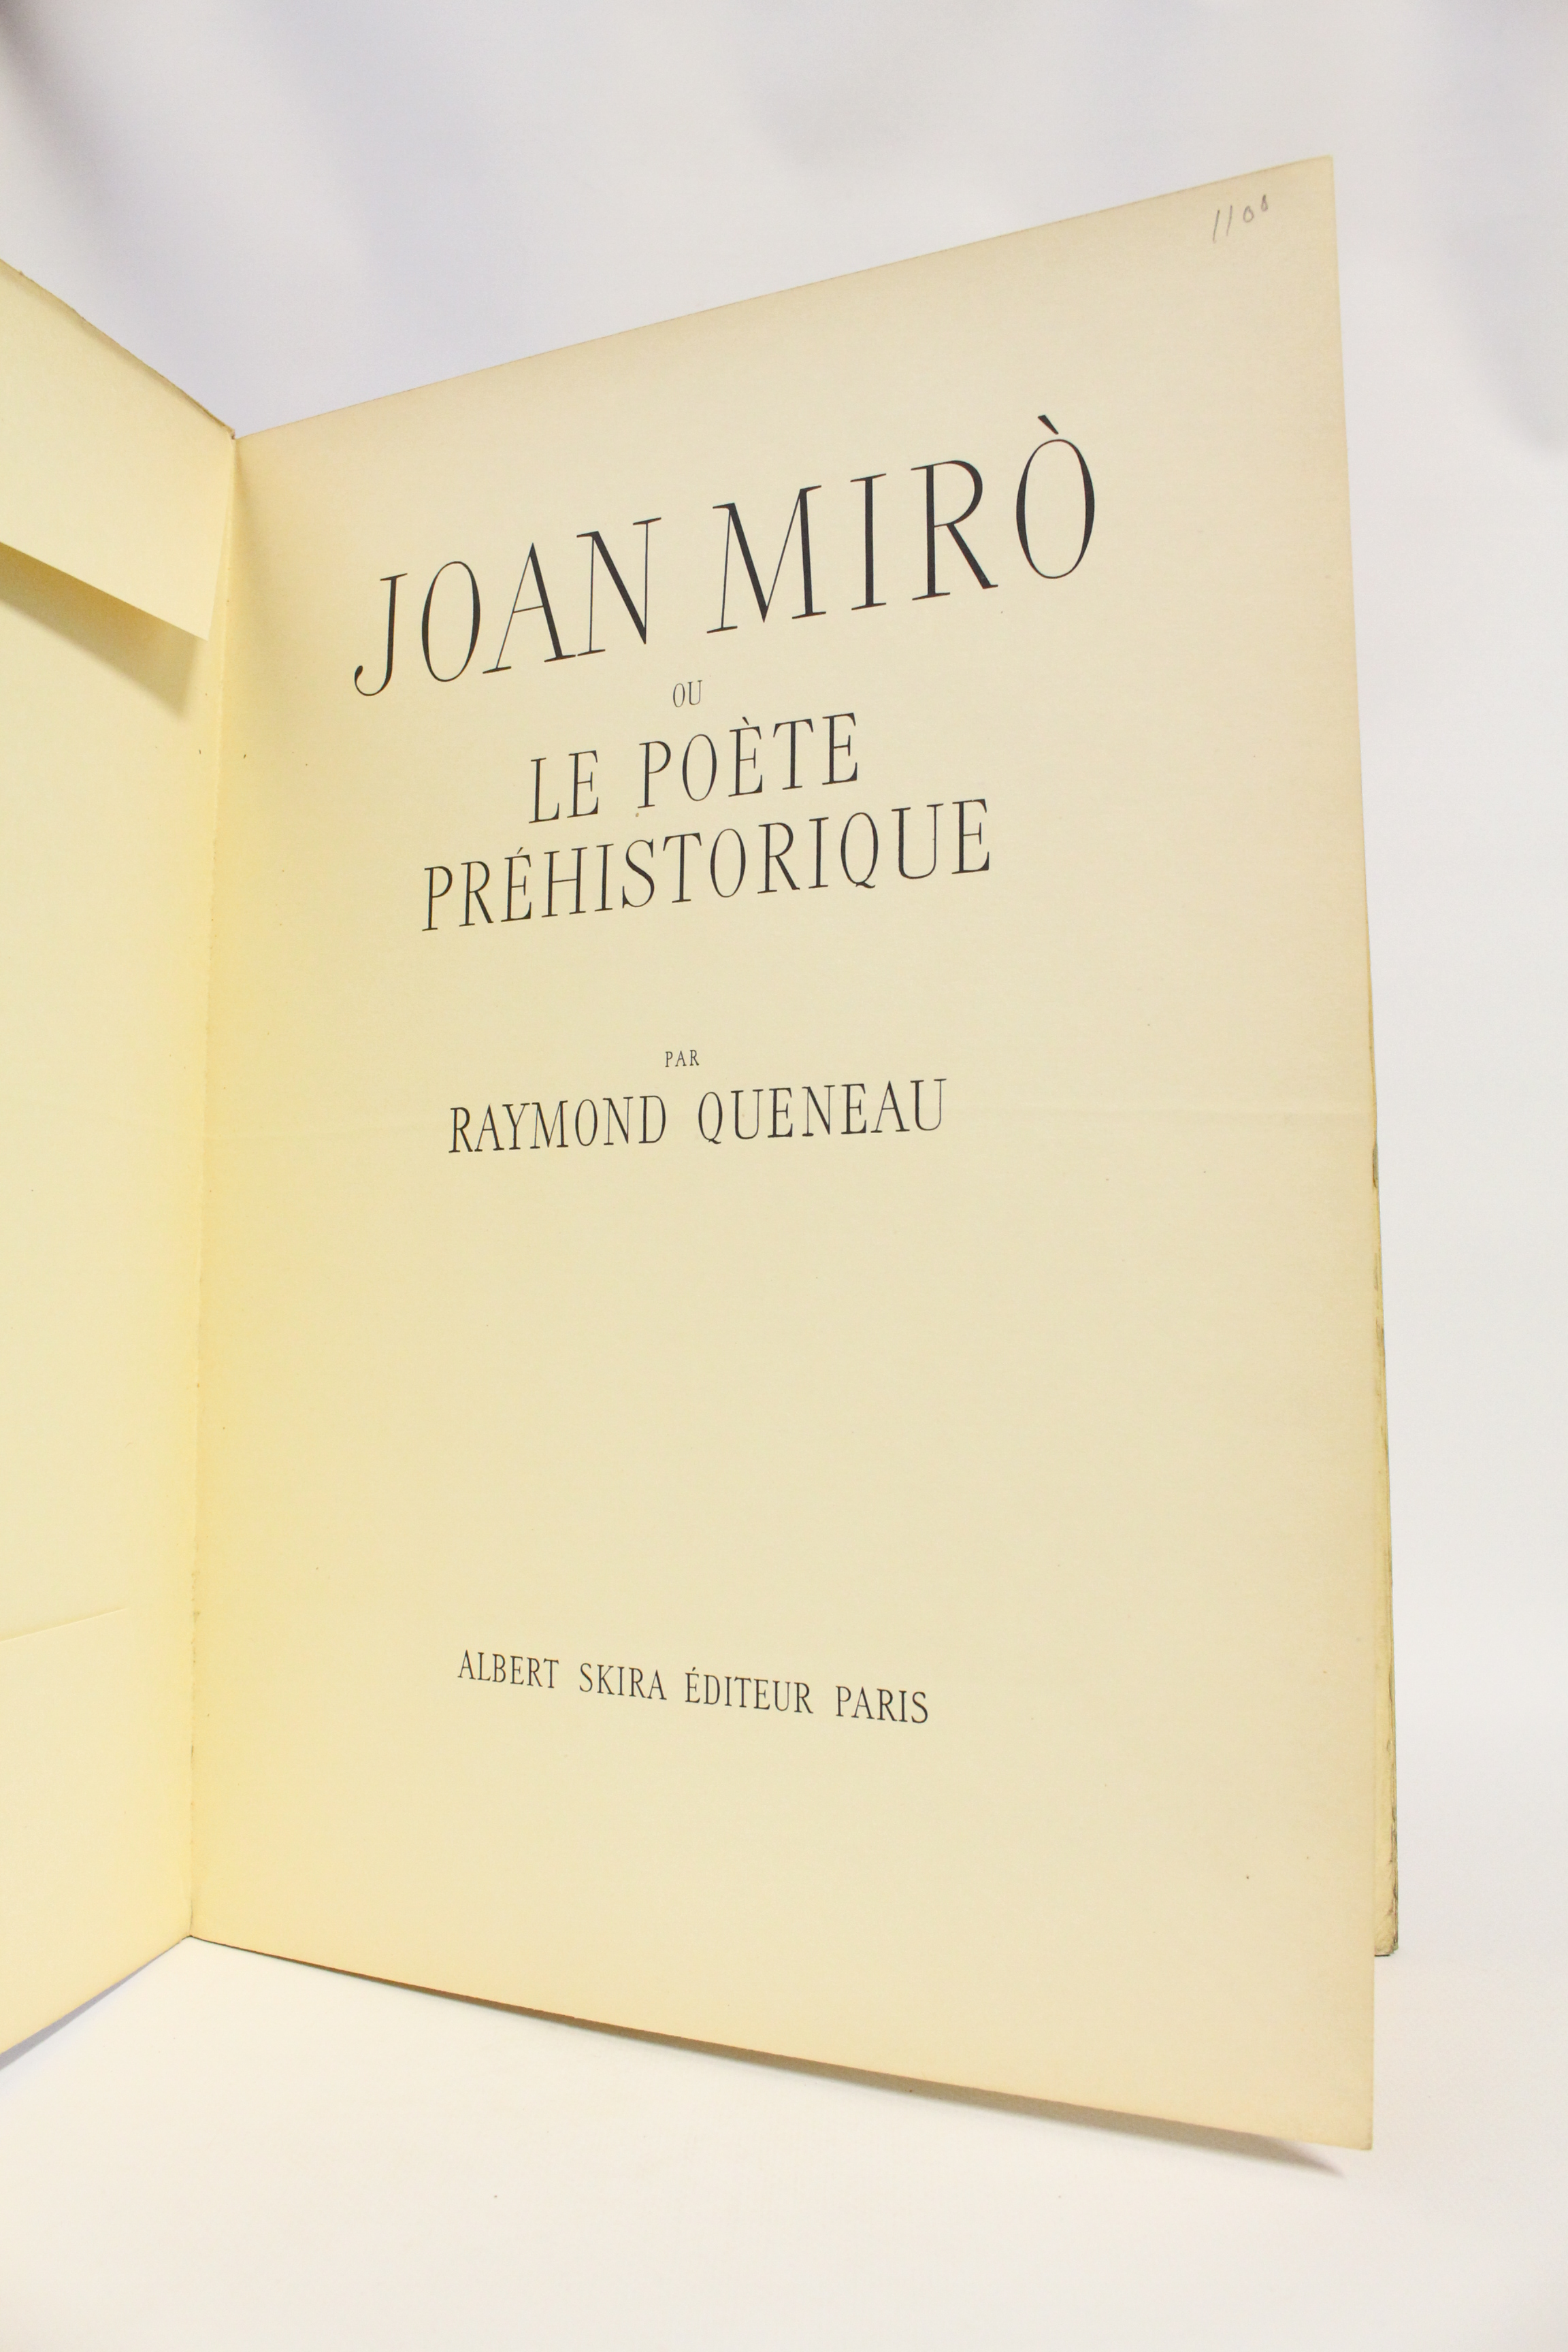 1100
JOAN MIRÒ
OU
LE POÈTE
PRÉHISTORIQUE
PAR
RAYMOND QUENEAU
ALBERT SKIRA ÉDITEUR PARIS